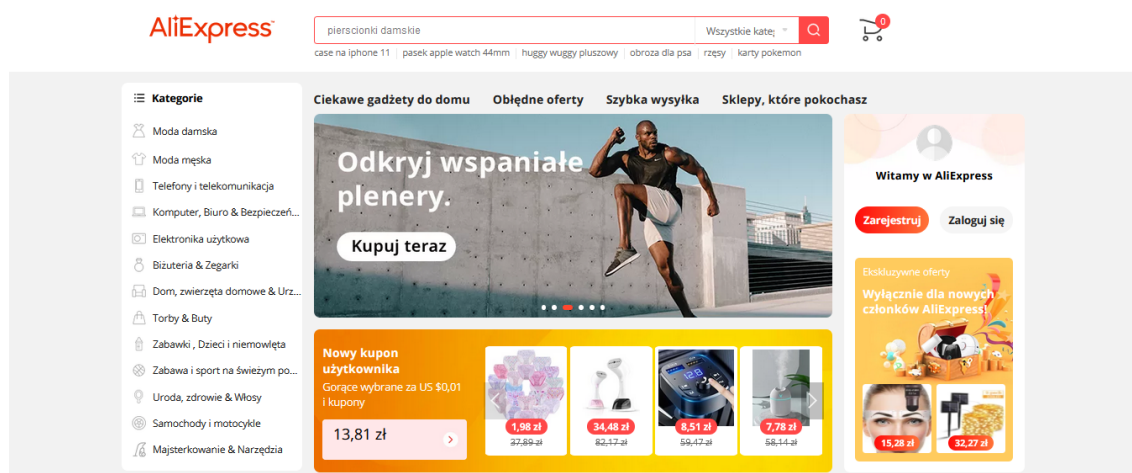 AliExpress
pierscionki damskie
Wszystkie kateg
0
case na iphone 11
pasek apple watch 44mm
huggy wuggy pluszowy
obroza dla psa
rzęsy
karty pokemon
Kategorie
Moda damska
Moda męska
Telefony i telekomunikacja
Komputer, Biuro & Bezpieczeń...
Elektronika użytkowa
Biżuteria & Zegarki
Dom, zwierzęta domowe & Urz...
Torby & Buty
Zabawki , Dzieci i niemowlęta
Zabawa i sport na świeżym po...
Uroda, zdrowie & Włosy
Samochody i motocykle
Majsterkowanie & Narzędzia
Ciekawe gadżety do domu
Obłędne oferty
Szybka wysyłka
Sklepy, które pokochasz
Odkryj wspaniałe
plenery.
Kupuj teraz
Nowy kupon
użytkownika
Gorące wybrane za US $0,01
i kupony
13,81 zł
1,98 zł
37,89 zł
34,48 zł
82,17 zł
8,51 zł
59,47 zł
7,78 zł
58,14 zł
Witamy w AliExpress
Zarejestruj
Zaloguj się
Ekskluzywne oferty
Wyłącznie dla nowych
członków AliExpress!
15,28 zł
32,27 zł